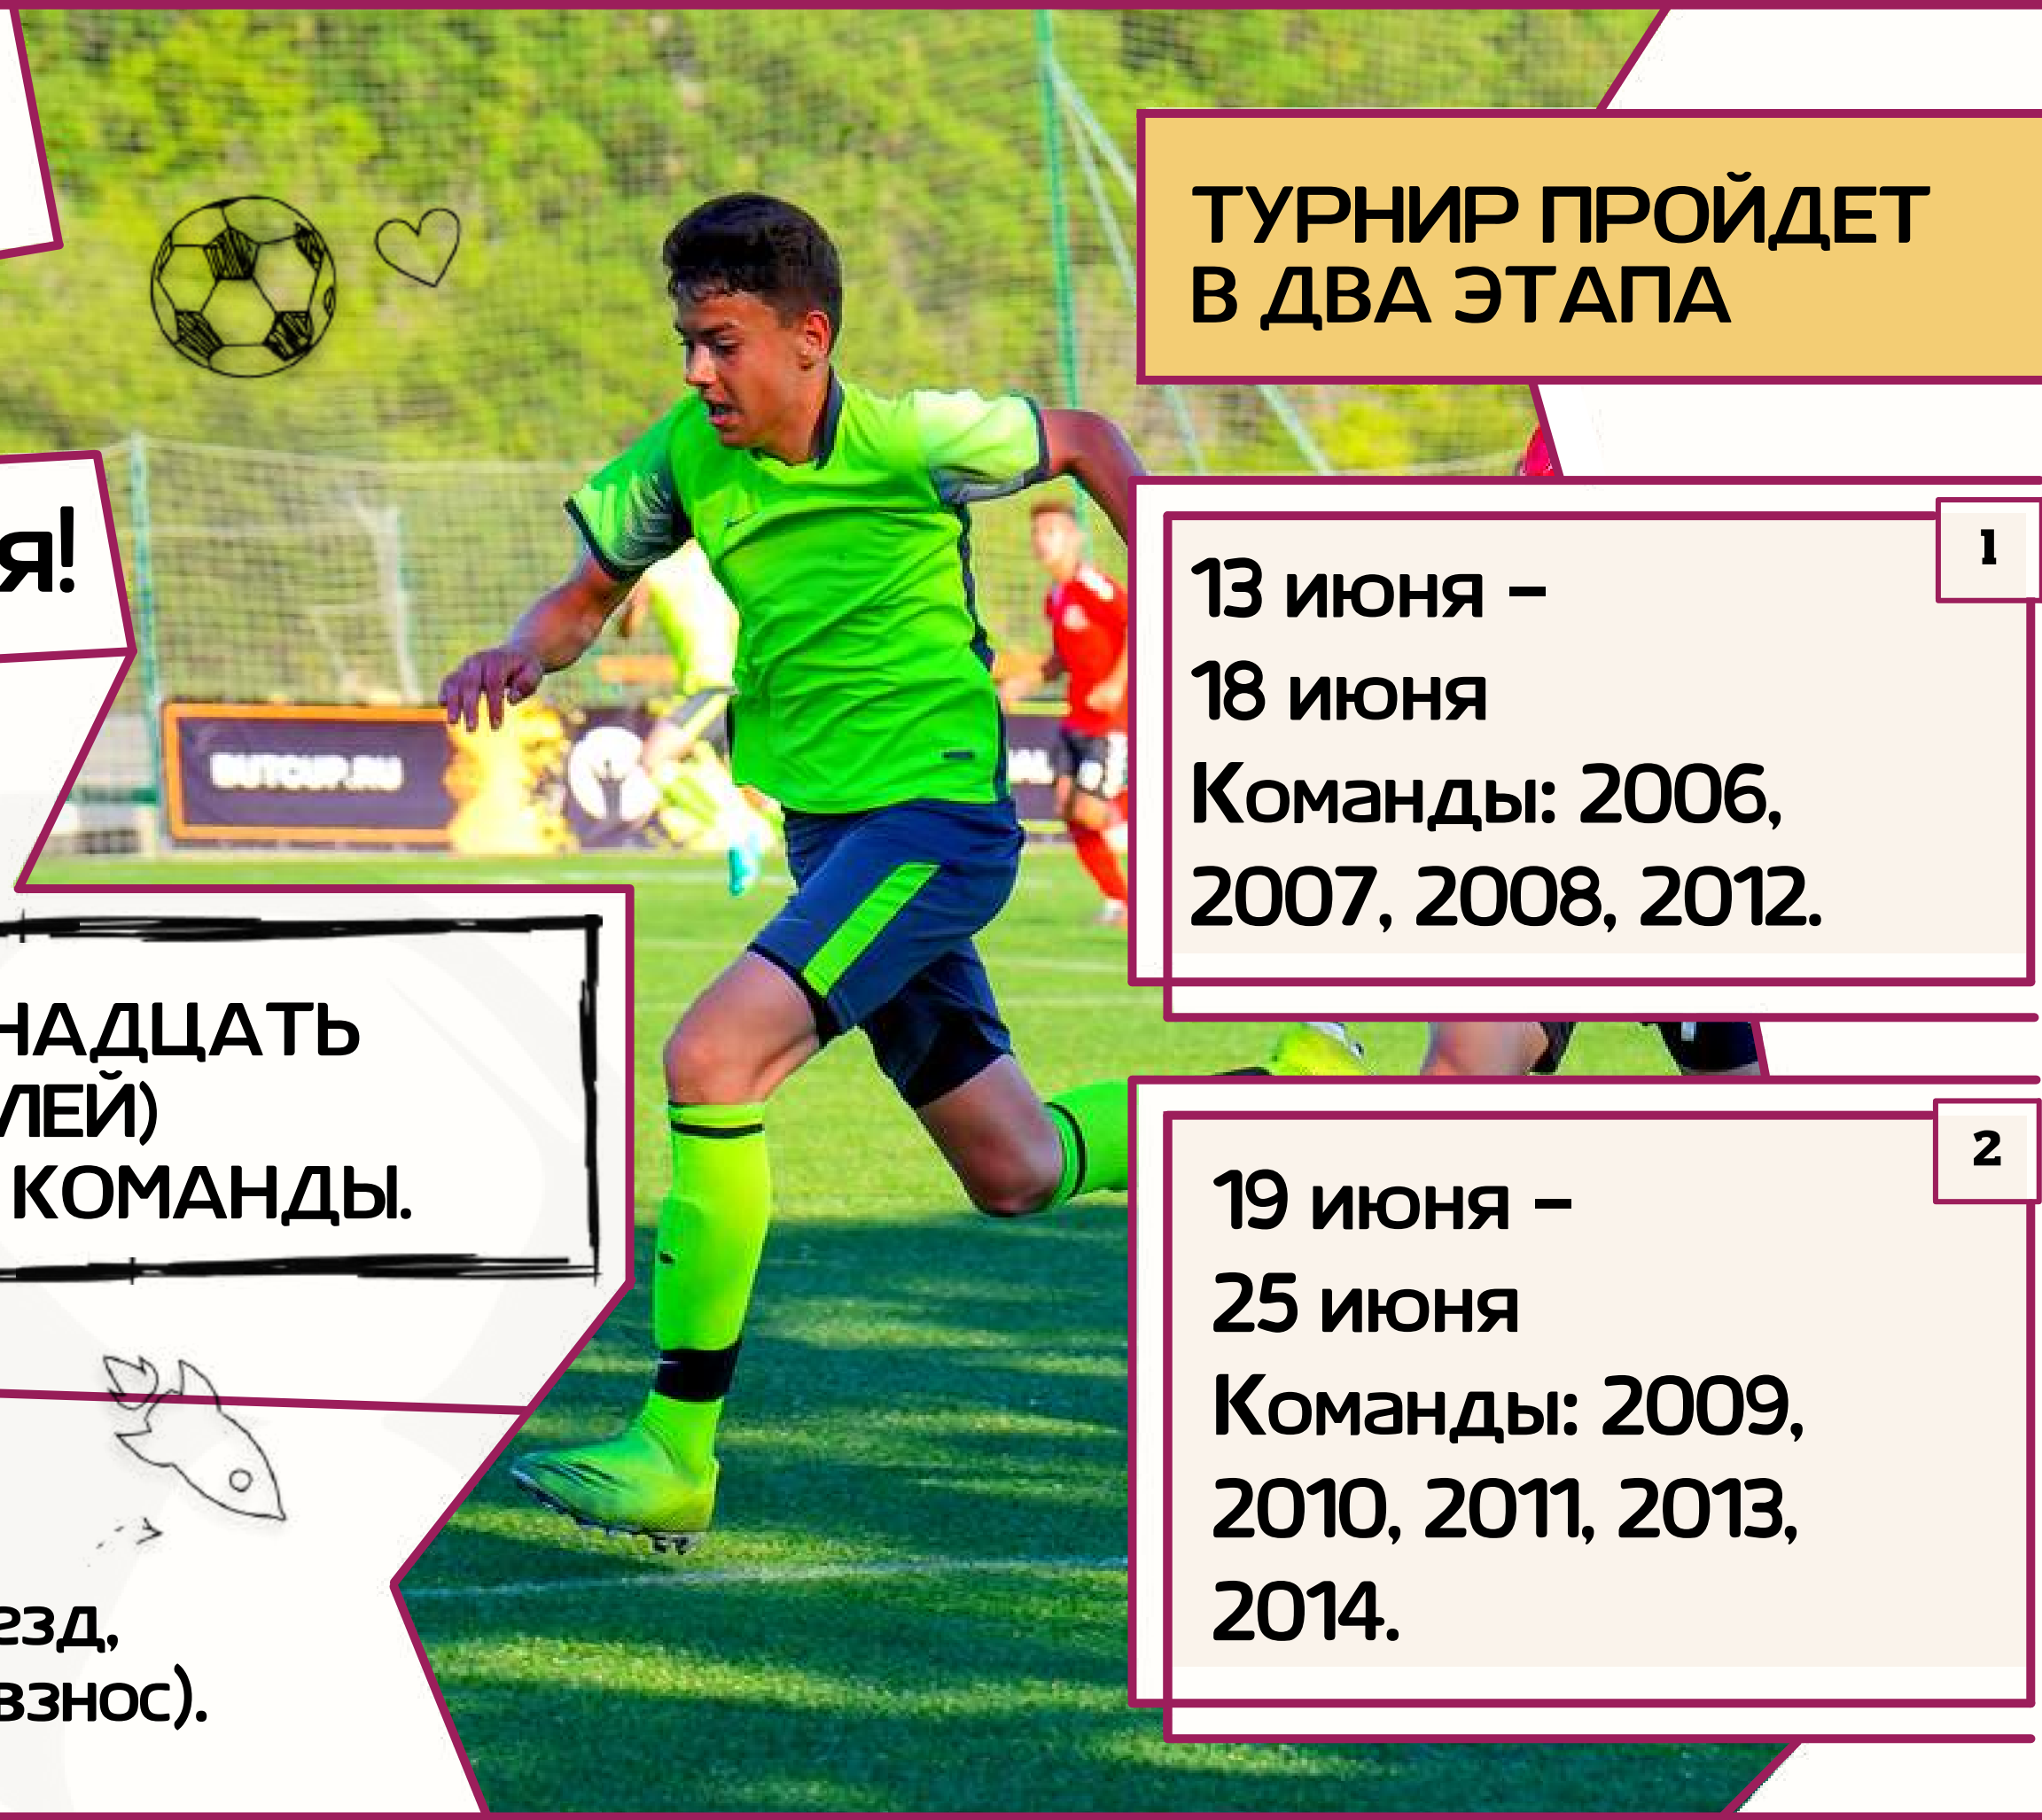 Я!
НАДЦАТЬ
ЛЕЙ)
КОМАНДЫ.
езд,
взнос).
ТУРНИР ПРОЙДЕТ
В ДВА ЭТАПА
1
13 июня –
18 июня
Команды: 2006,
2007, 2008, 2012.
2
19 июня –
25 июня
Команды: 2009,
2010, 2011, 2013,
2014.